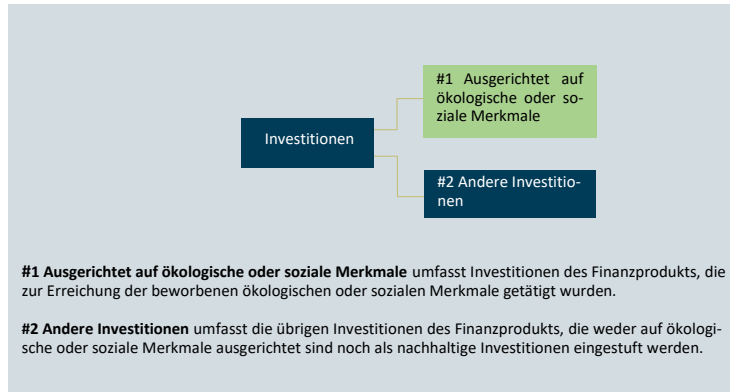 #1 Ausgerichtet auf
ökologische oder so-
ziale Merkmale
Investitionen
#2 Andere Investitio-
nen
#1 Ausgerichtet auf ökologische oder soziale Merkmale umfasst Investitionen des Finanzprodukts, die
zur Erreichung der beworbenen ökologischen oder sozialen Merkmale getätigt wurden.
#2 Andere Investitionen umfasst die übrigen Investitionen des Finanzprodukts, die weder auf ökologi-
sche oder soziale Merkmale ausgerichtet sind noch als nachhaltige Investitionen eingestuft werden.